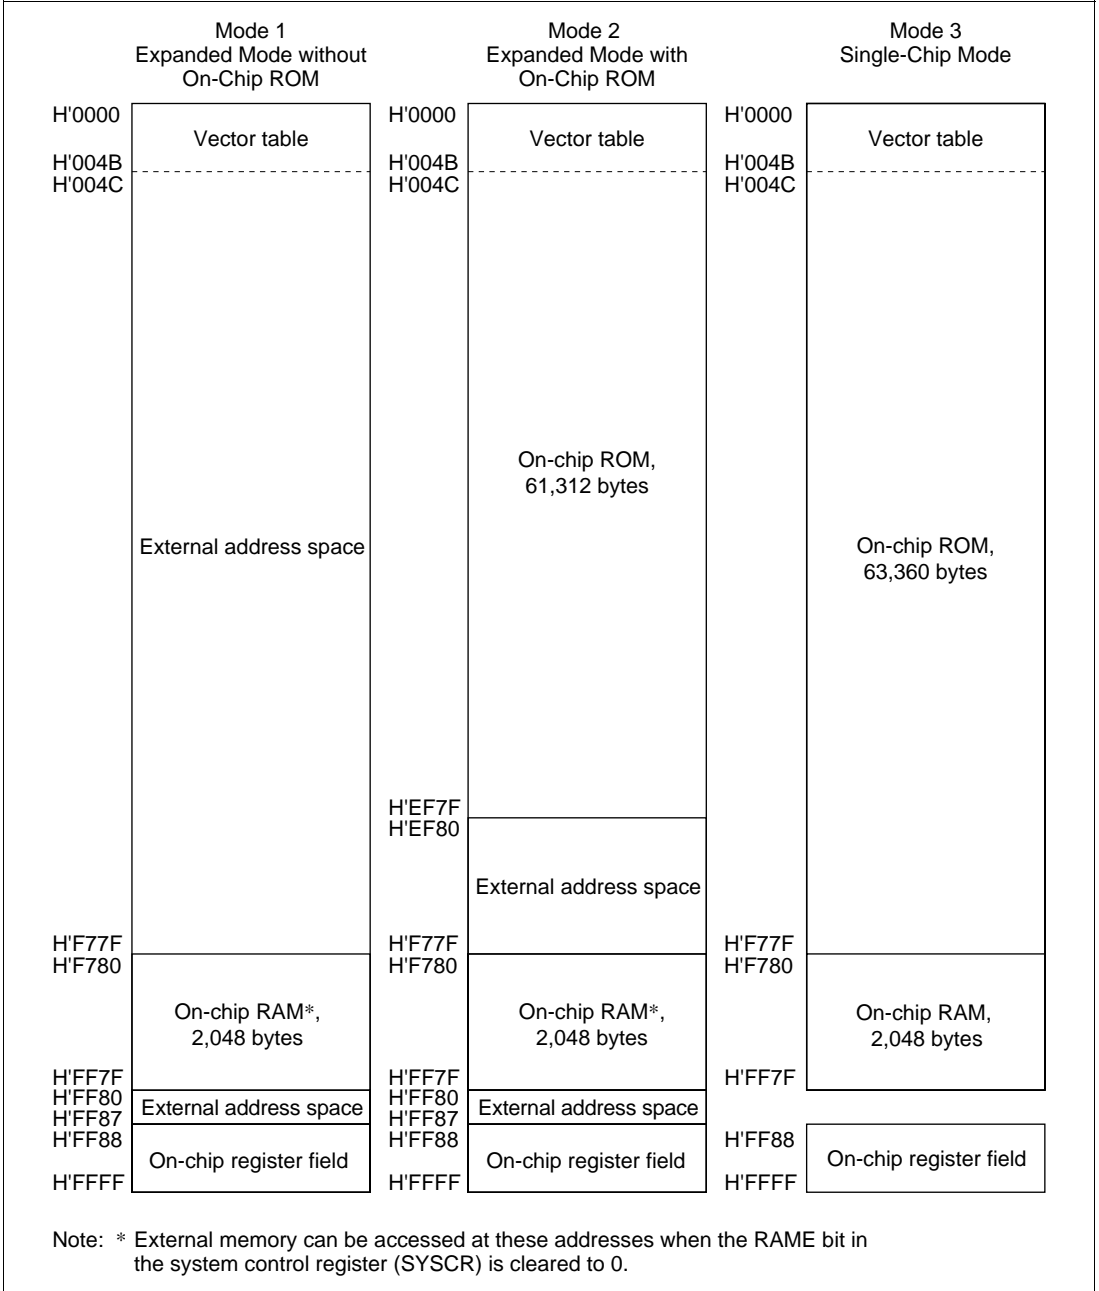 Mode 1
Expanded Mode without
On-Chip ROM
H'0000
Vector table
H'004B
H'004C
External address space
H'F77F
H'F780
On-chip RAM*,
2,048 bytes
H'FF7F
H'FF80
External address space
H'FF87
H'FF88
On-chip register field
H'FFFF
Mode 2
Expanded Mode with
On-Chip ROM
H'0000
Vector table
H'004B
H'004C
On-chip ROM,
61,312 bytes
H'EF7F
H'EF80
External address space
H'F77F
H'F780
On-chip RAM*,
2,048 bytes
H'FF7F
H'FF80
External address space
H'FF87
H'FF88
On-chip register field
H'FFFF
Mode 3
Single-Chip Mode
H'0000
Vector table
H'004B
H'004C
On-chip ROM,
63,360 bytes
H'F77F
H'F780
On-chip RAM,
2,048 bytes
H'FF7F
H'FF88
On-chip register field
H'FFFF
Note: * External memory can be accessed at these addresses when the RAME bit in
the system control register (SYSCR) is cleared to 0.